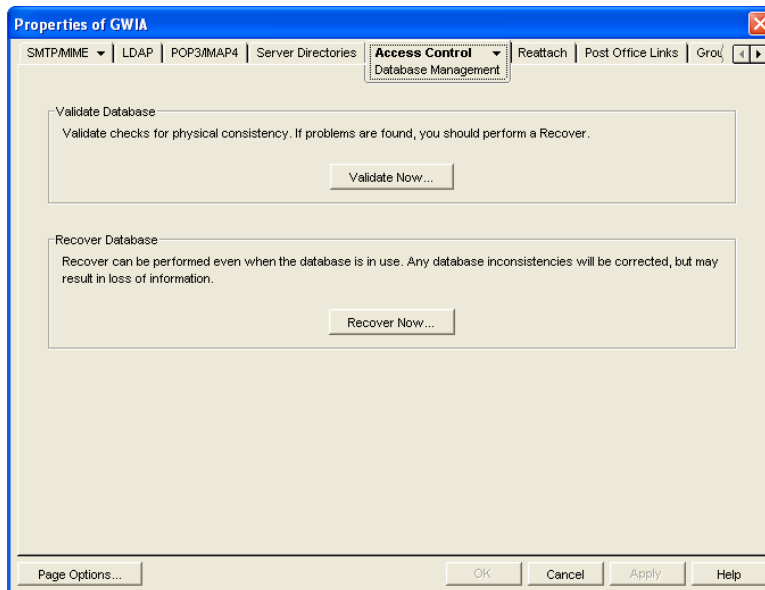 Properties of GWIA
SMTP/MIME LDAP POP3/IMAP4 Server Directories Access Control Reattach Post Office Links
Database Management
Validate Database
Validate checks for physical consistency. If problems are found, you should perform a Recover.
Validate Now...
Recover Database
Recover can be performed even when the database is in use. Any database inconsistencies will be corrected, but may
result in loss of information.
Recover Now...
Page Options... OK Cancel Apply Help